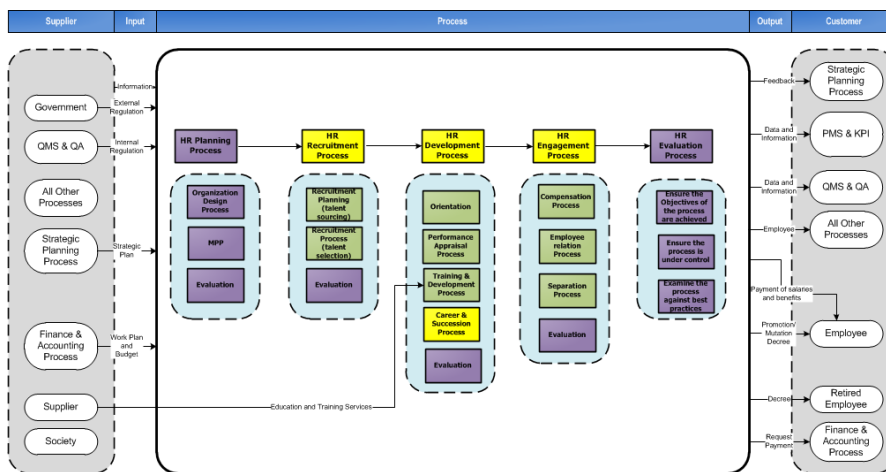 Supplier
Input
Process
Output
Customer
Government
QMS & QA
All Other
Processes
Strategic
Planning
Process
Finance &
Accounting
Process
Supplier
Society
Information
External
Regulation
Internal
Regulation
Strategic
Plan
Work Plan
and
Budget
Education and Training Services
HR Planning
Process
HR
Recruitment
Process
HR
Development
Process
HR
Engagement
Process
HR
Evaluation
Process
Organization
Design
Process
MPP
Evaluation
Recruitment
Planning
(talent
sourcing)
Recruitment
Process
(talent
selection)
Evaluation
Orientation
Performance
Appraisal
Process
Training &
Development
Process
Career &
Succession
Process
Evaluation
Compensation
Process
Employee
relation
Process
Separation
Process
Evaluation
Ensure the
Objectives of
the process
are achieved
Ensure the
process is
under control
Examine the
process
against best
practices
Feedback
Data and
Information
Data and
Information
Employee
Payment of salaries
and benefits
Promotion/
Mutation
Decree
Decree
Request
Payment
Strategic
Planning
Process
PMS & KPI
QMS & QA
All Other
Processes
Employee
Retired
Employee
Finance &
Accounting
Process